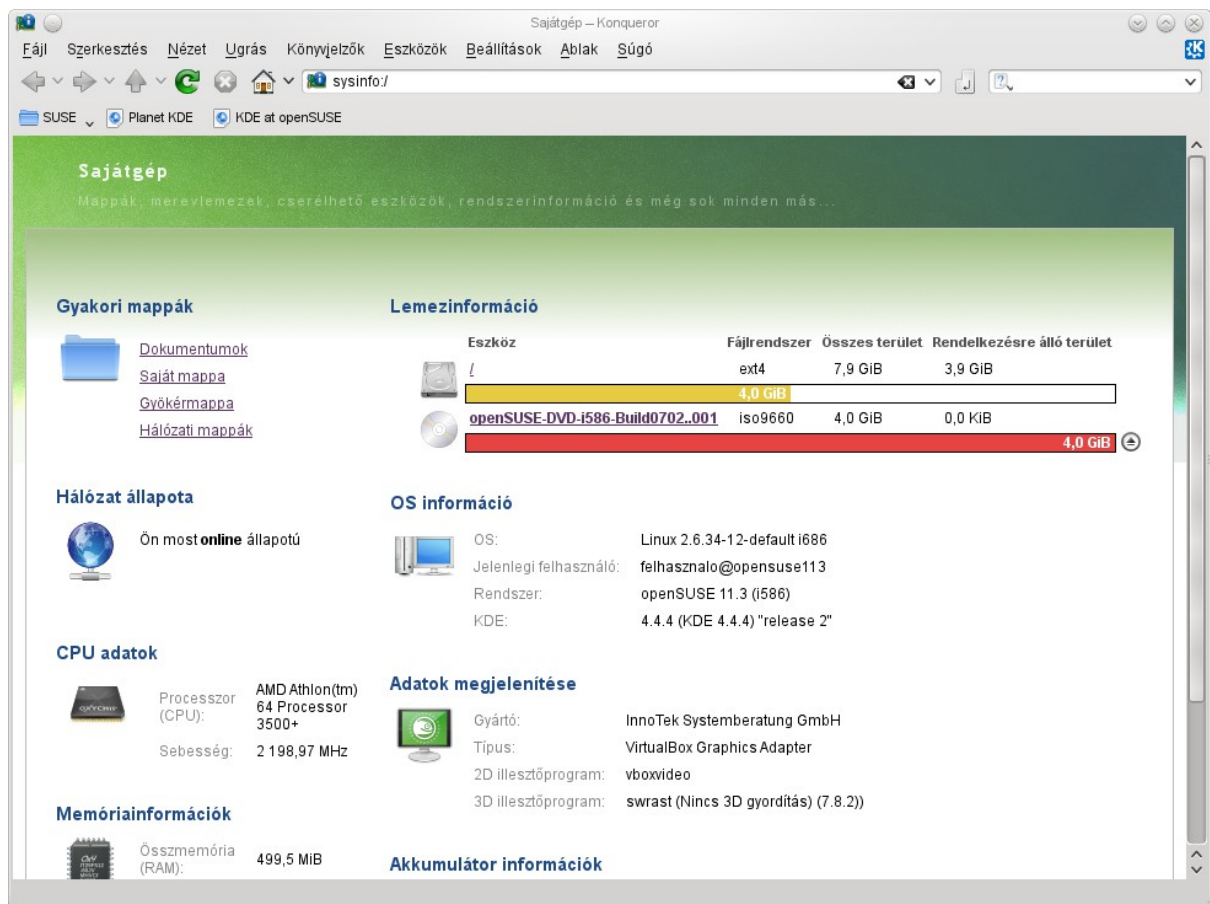 Sajátgép – Konqueror
Fájl Szerkesztés Nézet Ugrás Könyvjelzők Eszközök Beállítások Ablak Súgó
sysinfo:/
SUSE Planet KDE KDE at openSUSE
Sajátgép
Mappák, merevlemezek, cserélhető eszközök, rendszerinformáció és még sok minden más...
Gyakori mappák
Dokumentumok
Saját mappa
Gyökérmappa
Hálózati mappák
Lemezinformáció
Eszköz Fájlrendszer Összes terület Rendelkezésre álló terület
/ ext4 7,9 GiB 3,9 GiB
4,0 GiB
openSUSE-DVD-i586-Build0702..001 iso9660 4,0 GiB 0,0 KiB
4,0 GiB
Hálózat állapota
Ön most online állapotú
OS információ
OS: Linux 2.6.34-12-default i686
Jelenlegi felhasználó: felhasznalo@opensuse113
Rendszer: openSUSE 11.3 (i586)
KDE: 4.4.4 (KDE 4.4.4) "release 2"
CPU adatok
Processzor (CPU): AMD Athlon(tm) 64 Processor 3500+
Sebesség: 2 198,97 MHz
Adatok megjelenítése
Gyártó: InnoTek Systemberatung GmbH
Típus: VirtualBox Graphics Adapter
2D illesztőprogram: vboxvideo
3D illesztőprogram: swrast (Nincs 3D gyordítás) (7.8.2))
Memóriainformációk
Összmemória (RAM): 499,5 MiB
Akkumulátor információk